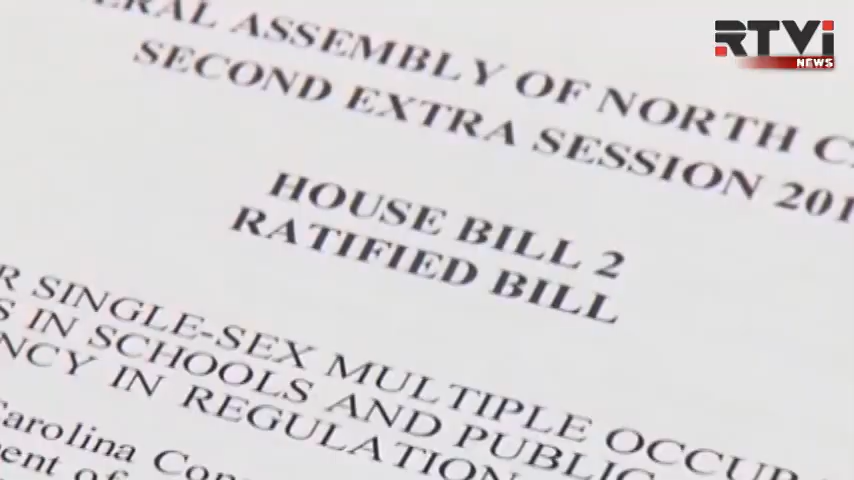 RTVi
NEWS
ERAL ASSEMBLY OF NORTH C
SECOND EXTRA SESSION 201
HOUSE BILL 2
RATIFIED BILL
R SINGLE-SEX MULTIPLE OCCUP
S IN SCHOOLS AND PUBLIC
NCY IN REGULATION
Carolina Con
ent of